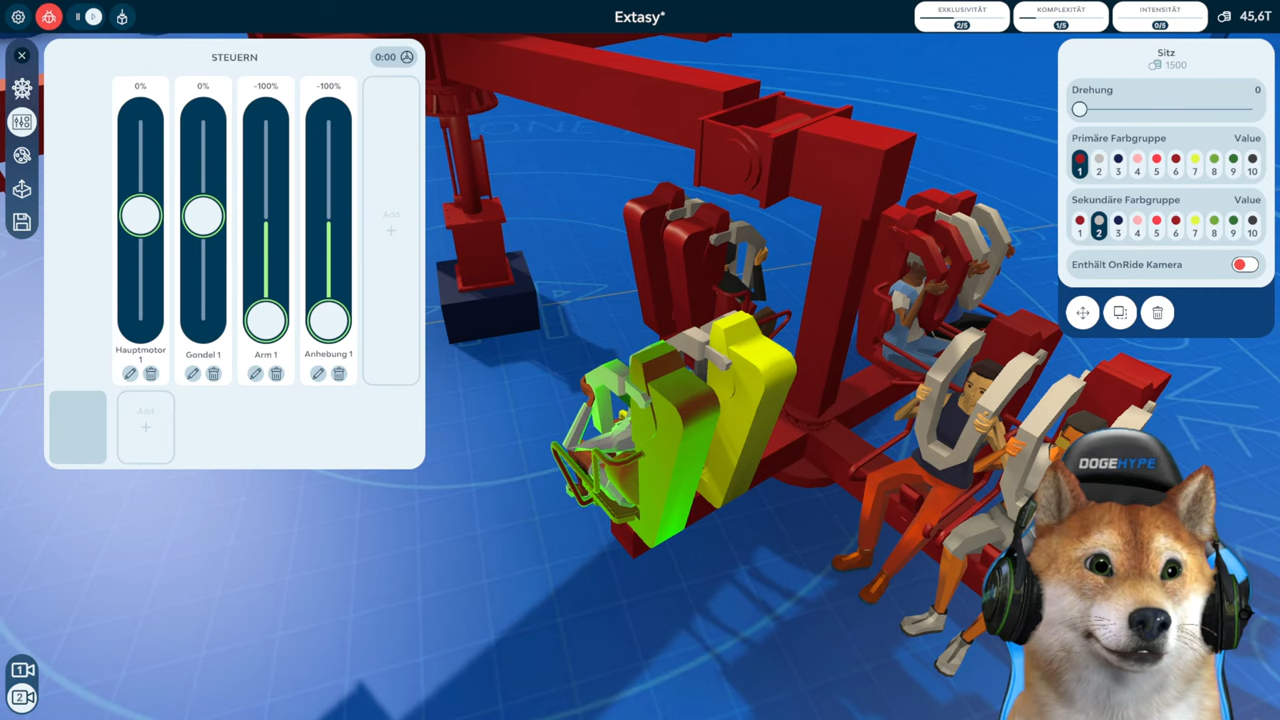 Extasy*
EXKLUSIVITÄT
2/5
KOMPLEXITÄT
1/5
INTENSITÄT
0/5
45,6T
STEUERN
0:00
0%
0%
-100%
-100%
Add
+
Hauptmotor
1
Gondel 1
Arm 1
Anhebung 1
Add
+
Sitz
1500
Drehung 0
Primäre Farbgruppe Value
1 2 3 4 5 6 7 8 9 10
Sekundäre Farbgruppe Value
1 2 3 4 5 6 7 8 9 10
Enthält OnRide Kamera
DOGEHYPE
1
2